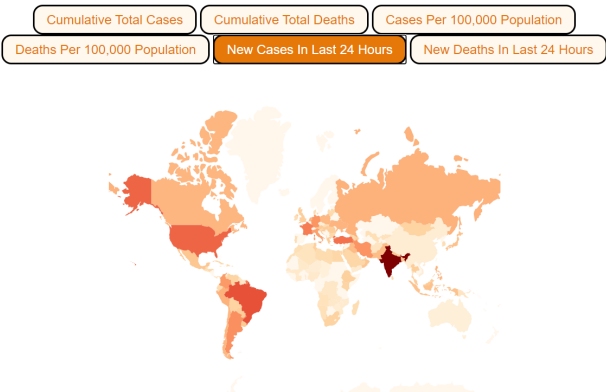 Cumulative Total Cases
Cumulative Total Deaths
Cases Per 100,000 Population
Deaths Per 100,000 Population
New Cases In Last 24 Hours
New Deaths In Last 24 Hours